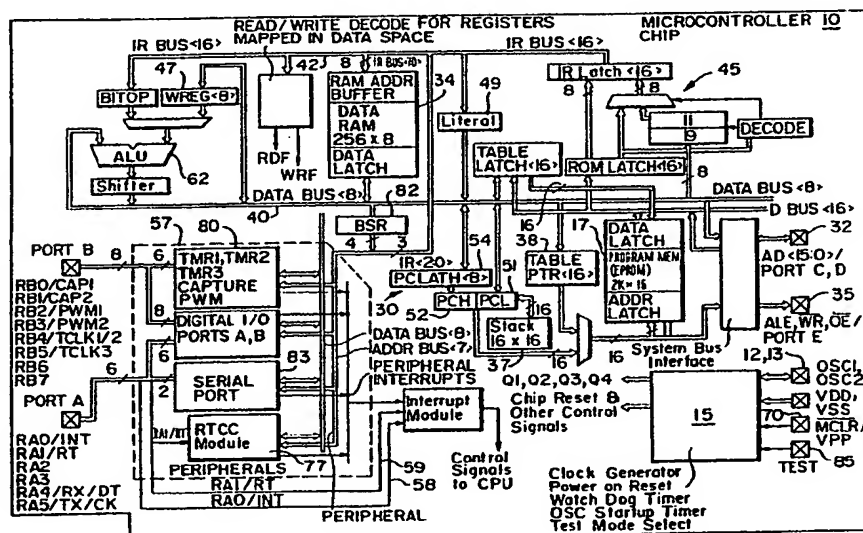 READ/WRITE DECODE FOR REGISTERS
MAPPED IN DATA SPACE
MICROCONTROLLER 10
CHIP
IR BUS<16>
IR BUS<16>
47
42
8
34
BITOP
WREG<8>
RAM ADDR
BUFFER
DATA
RAM
256 x 8
DATA
LATCH
RDF
WRF
49
Literal
IR Latch <16>
45
8
8
11
9
DECODE
8
TABLE
LATCH<16>
ROM LATCH<16>
ALU
62
Shifter
DATA BUS <8>
40
82
BSR
4
3
16
16
DATA BUS<8>
D BUS <16>
57
80
PORT B
8
6
TMR1,TMR2
TMR3
CAPTURE
PWM
RB0/CAP1
RB1/CAP2
RB2/PWM1
RB3/PWM2
RB4/TCLK1/2
RB5/TCLK3
RB6
RB7
8
DIGITAL I/O
PORTS A,B
6
83
SERIAL
PORT
2
PORT A
6
RA0/INT
RA1/RT
RA2
RA3
RA4/RX/DT
RA5/TX/CK
RA1/RT
RTCC
Module
77
PERIPHERALS
DATA BUS<8>
ADDR BUS<7>
PERIPHERAL
INTERRUPTS
RA1/RT
59
RA0/INT
58
PERIPHERAL
Interrupt
Module
Control
Signals
to CPU
IR<20>
54
PCLATH<8>
30
51
PCH
PCL
52
16
Stack
16 x 16
37
16
38
TABLE
PTR<16>
17
DATA
LATCH
PROGRAM MEM
(EPROM)
2K x 16
ADDR
LATCH
16
System Bus
Interface
32
AD<15:0>/
PORT C, D
35
ALE, WR, OE/
PORT E
Q1,Q2,Q3,Q4
Chip Reset
& Other Control
Signals
15
12,13
OSC1,
OSC2
VDD,
VSS
70
MCLR/
VPP
TEST
85
Clock Generator
Power on Reset
Watch Dog Timer
OSC Startup Timer
Test Mode Select